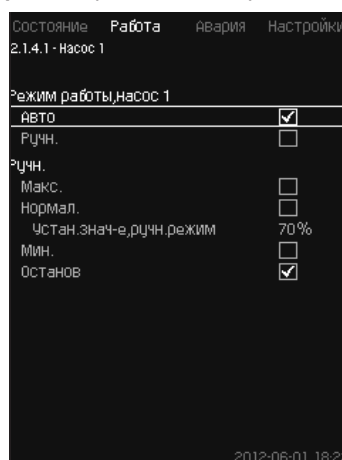 Состояние Работа Авария Настройки
2.1.4.1 - Насос 1
Режим работы,насос 1
Авто
Ручн.
Ручн.
Макс.
Нормал.
Устан.знач-е,ручн.режим 70%
Мин.
Останов
2012-06-01 18:2